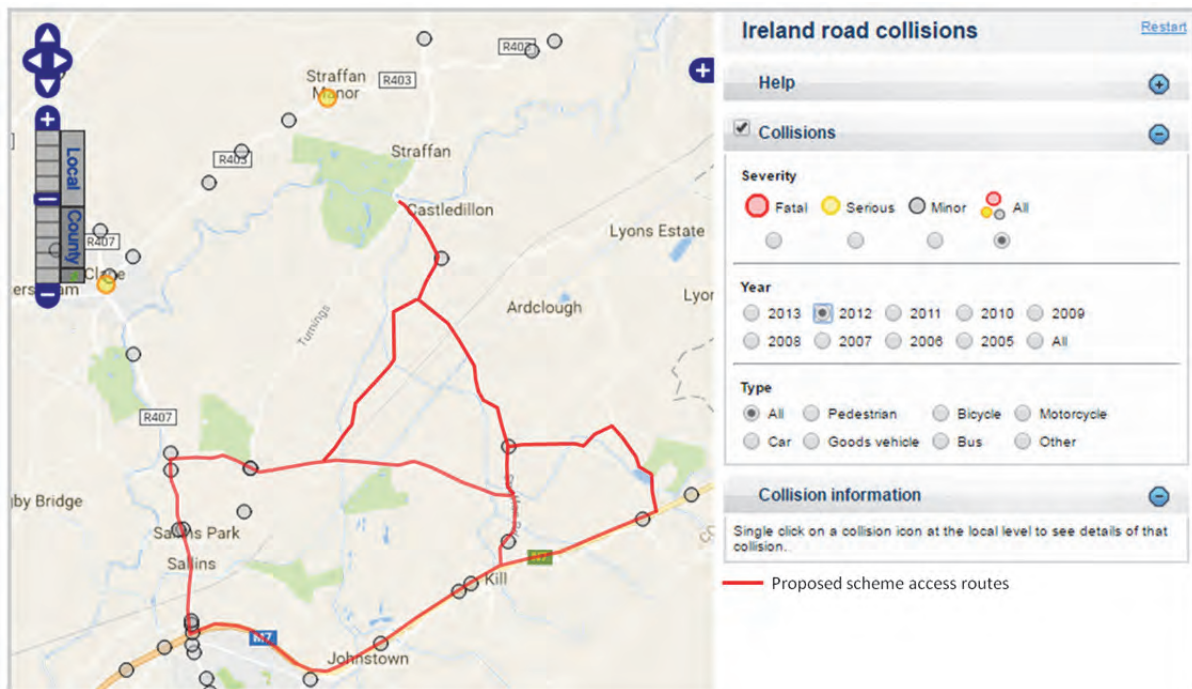 R403
R403
Straffan
Manor
R403
Straffan
Castledillon
Lyons Estate
R407
Clane
Ardclough
Turnings
R407
Sallins Park
Sallins
Kill
M7
Johnstown
Local
County
Ireland road collisions
Restart
Help
Collisions
Severity
Fatal Serious Minor All
Year
2013 2012 2011 2010 2009
2008 2007 2006 2005 All
Type
All Pedestrian Bicycle Motorcycle
Car Goods vehicle Bus Other
Collision information
Single click on a collision icon at the local level to see details of that
collision.
Proposed scheme access routes